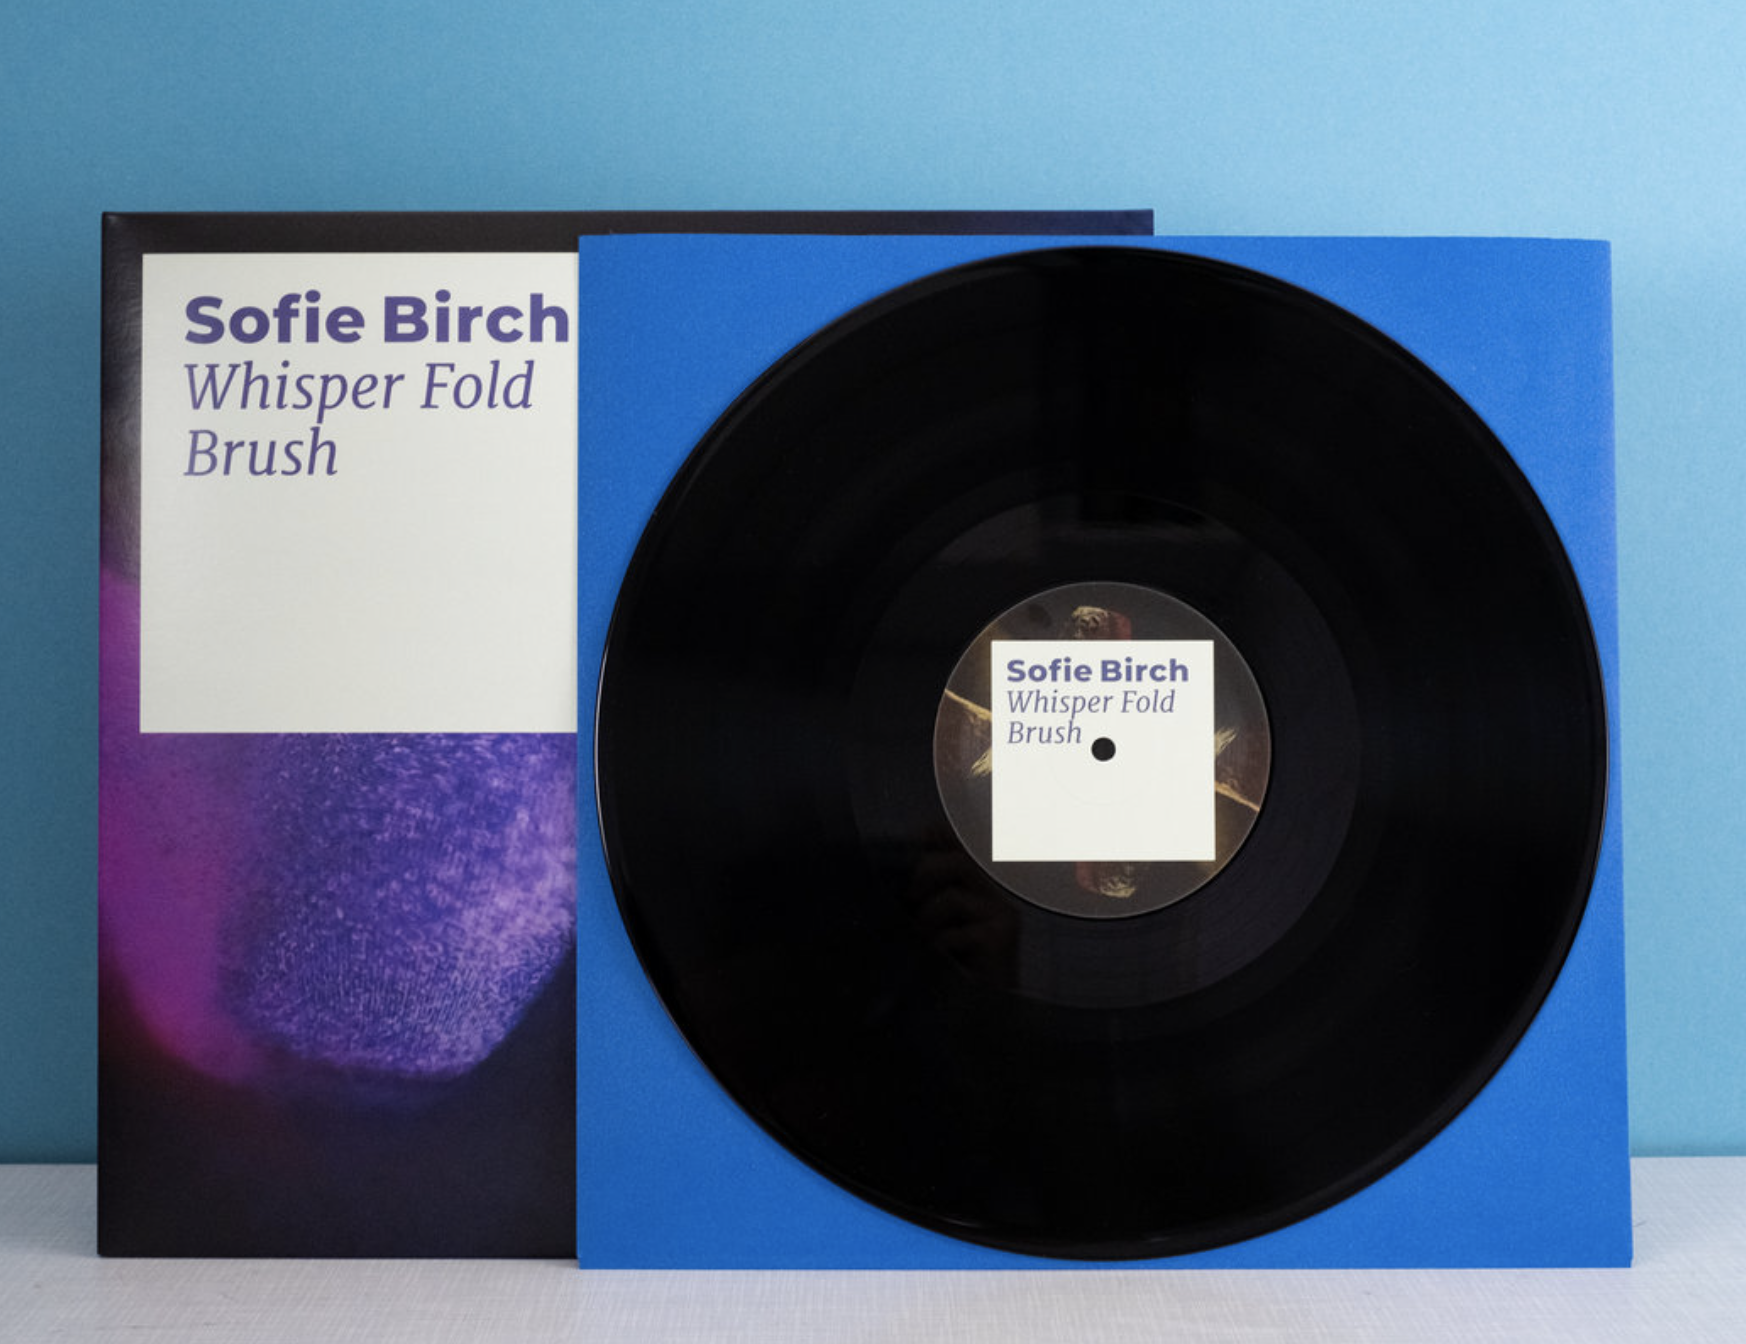 Sofie Birch
Whisper Fold
Brush
Sofie Birch
Whisper Fold
Brush